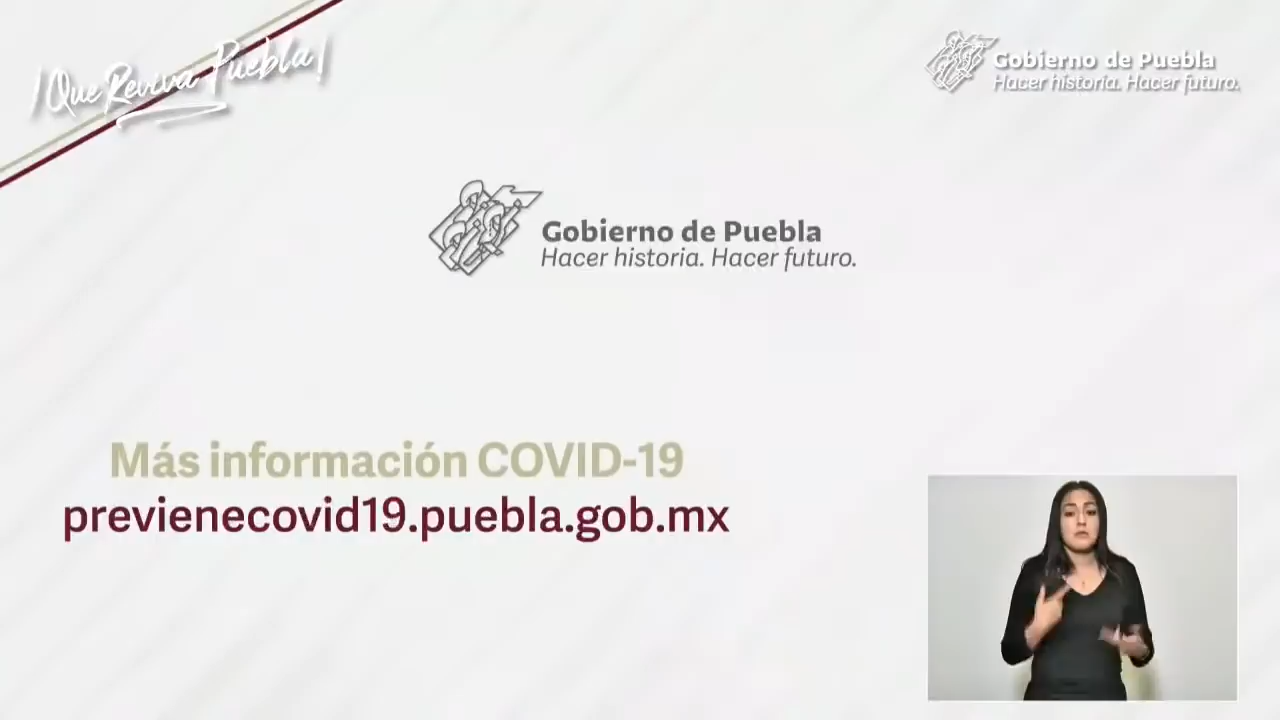 ¡Que Reviva Puebla!
Gobierno de Puebla
Hacer historia. Hacer futuro.
Gobierno de Puebla
Hacer historia. Hacer futuro.
Más información COVID-19
previenecovid19.puebla.gob.mx